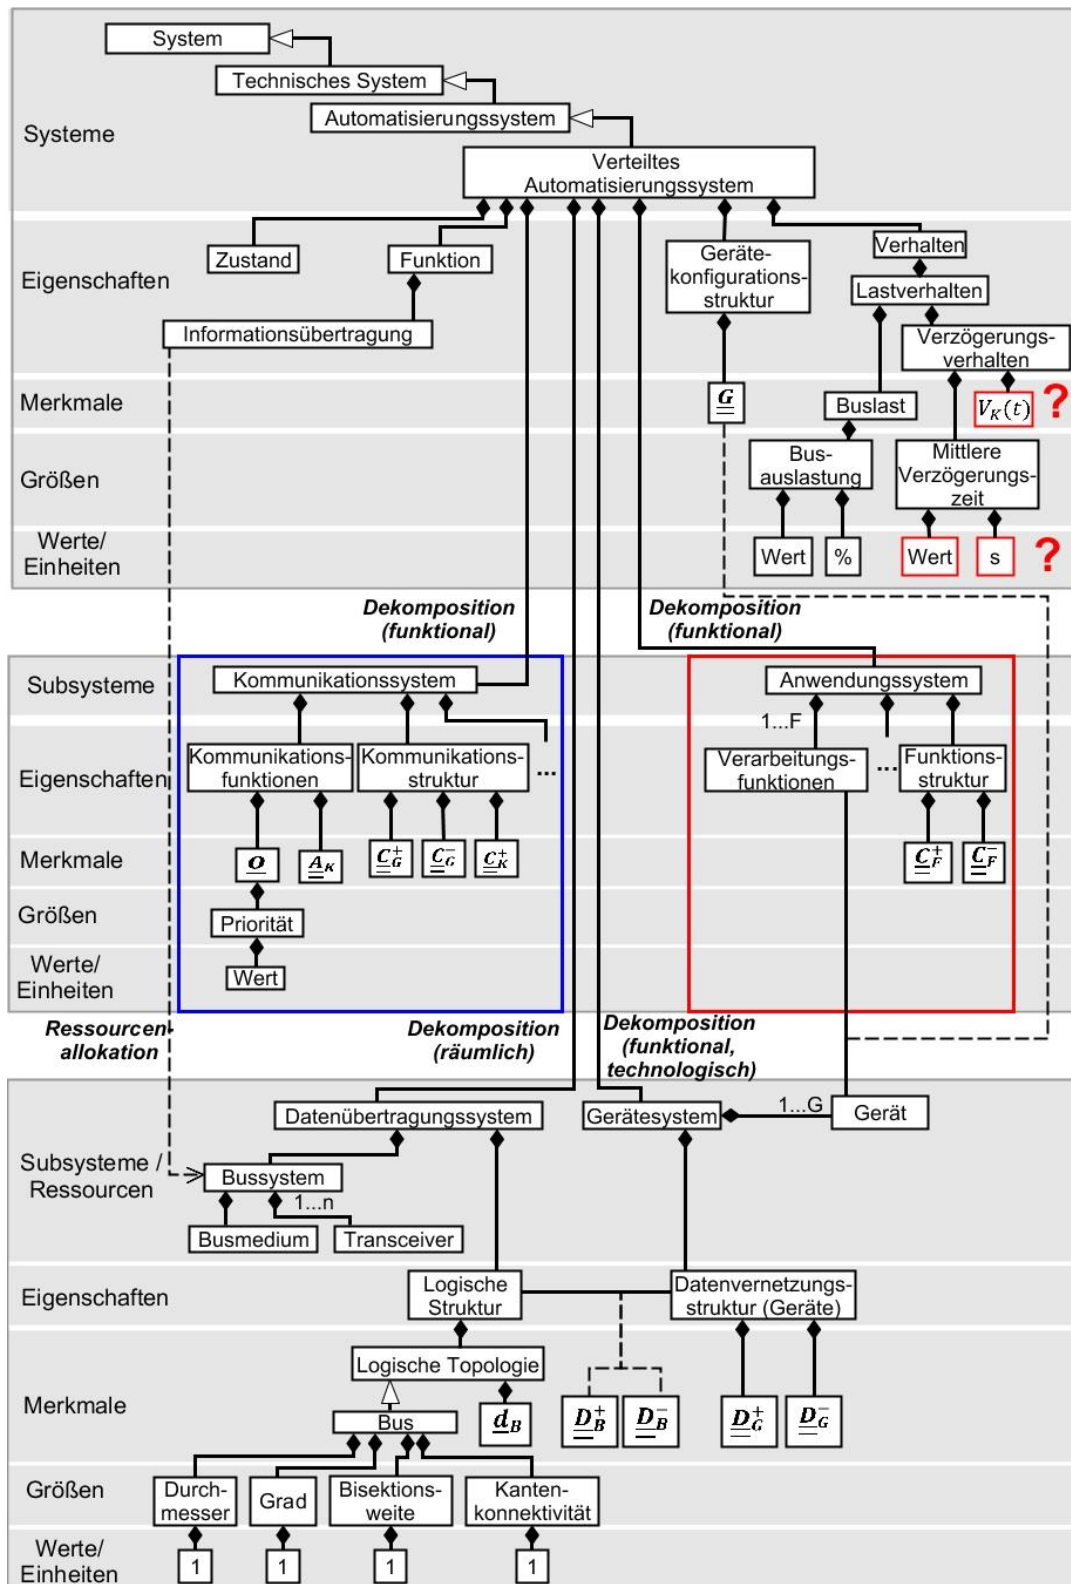 System
Technisches System
Automatisierungssystem
Systeme
Verteiltes
Automatisierungssystem
Zustand
Funktion
Geräte-
konfigurations-
struktur
Verhalten
Eigenschaften
Lastverhalten
Informationsübertragung
Verzögerungs-
verhalten
Merkmale
G
Buslast
V_K(t)
?
Größen
Bus-
auslastung
Mittlere
Verzögerungs-
zeit
Werte/
Einheiten
Wert
%
Wert
s
?
Dekomposition
(funktional)
Dekomposition
(funktional)
Subsysteme
Kommunikationssystem
Anwendungssystem
1...F
Eigenschaften
Kommunikations-
funktionen
Kommunikations-
struktur
...
Verarbeitungs-
funktionen
...
Funktions-
struktur
Merkmale
O
A_K
C_G^+
C_G^-
C_K^+
C_F^+
C_F^-
Größen
Priorität
Werte/
Einheiten
Wert
Ressourcen-
allokation
Dekomposition
(räumlich)
Dekomposition
(funktional,
technologisch)
Datenübertragungssystem
Gerätesystem
1...G
Gerät
Subsysteme /
Ressourcen
Bussystem
1...n
Busmedium
Transceiver
Eigenschaften
Logische
Struktur
Datenvernetzungs-
struktur (Geräte)
Merkmale
Logische Topologie
Bus
d_B
D_B^+
D_B^-
D_G^+
D_G^-
Größen
Durch-
messer
Grad
Bisektions-
weite
Kanten-
konnektivität
Werte/
Einheiten
1
1
1
1